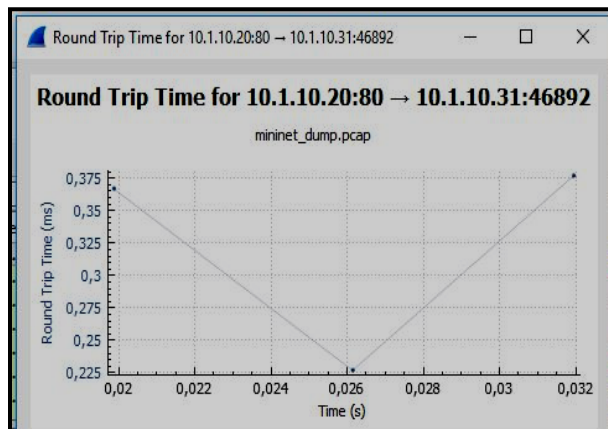 Round Trip Time for 10.1.10.20:80 → 10.1.10.31:46892
Round Trip Time for 10.1.10.20:80 → 10.1.10.31:46892
mininet_dump.pcap
Round Trip Time (ms)
0,375
0,35
0,325
0,3
0,275
0,25
0,225
0,02 0,022 0,024 0,026 0,028 0,03 0,032
Time (s)